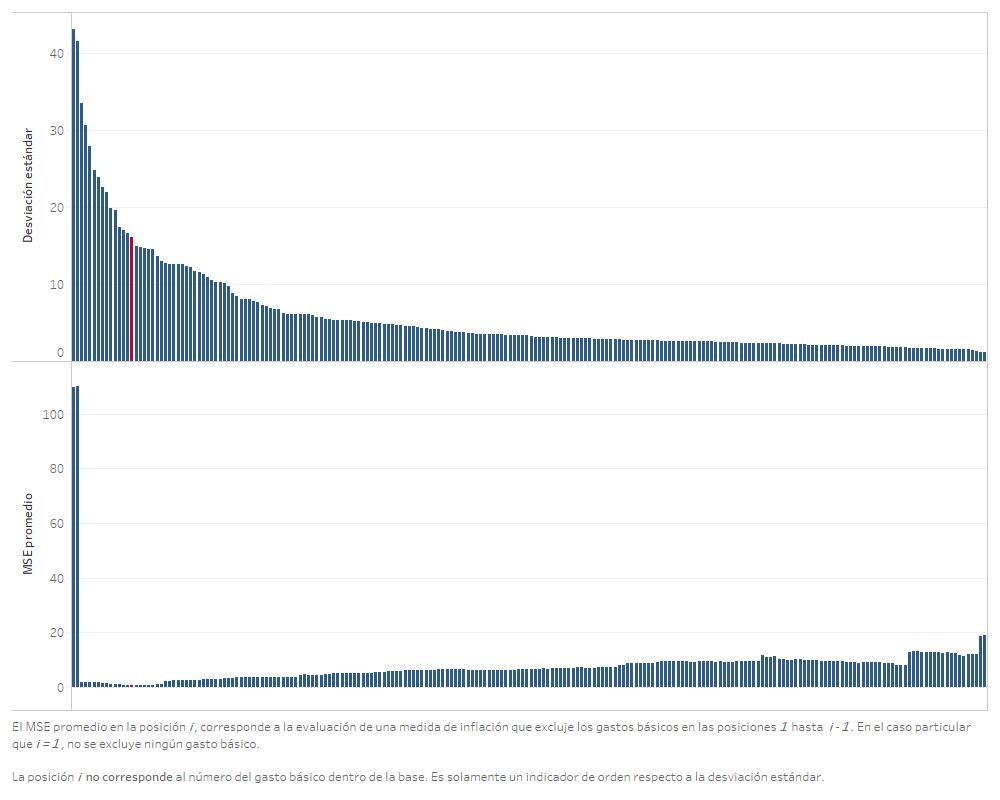 40
30
20
10
0
Desviación estándar
100
80
60
40
20
0
MSE promedio
El MSE promedio en la posición i, corresponde a la evaluación de una medida de inflación que excluje los gastos básicos en las posiciones 1 hasta i-1. En el caso particular
que i=1, no se excluye ningún gasto básico.
La posición i no corresponde al número del gasto básico dentro de la base. Es solamente un indicador de orden respecto a la desviación estándar.